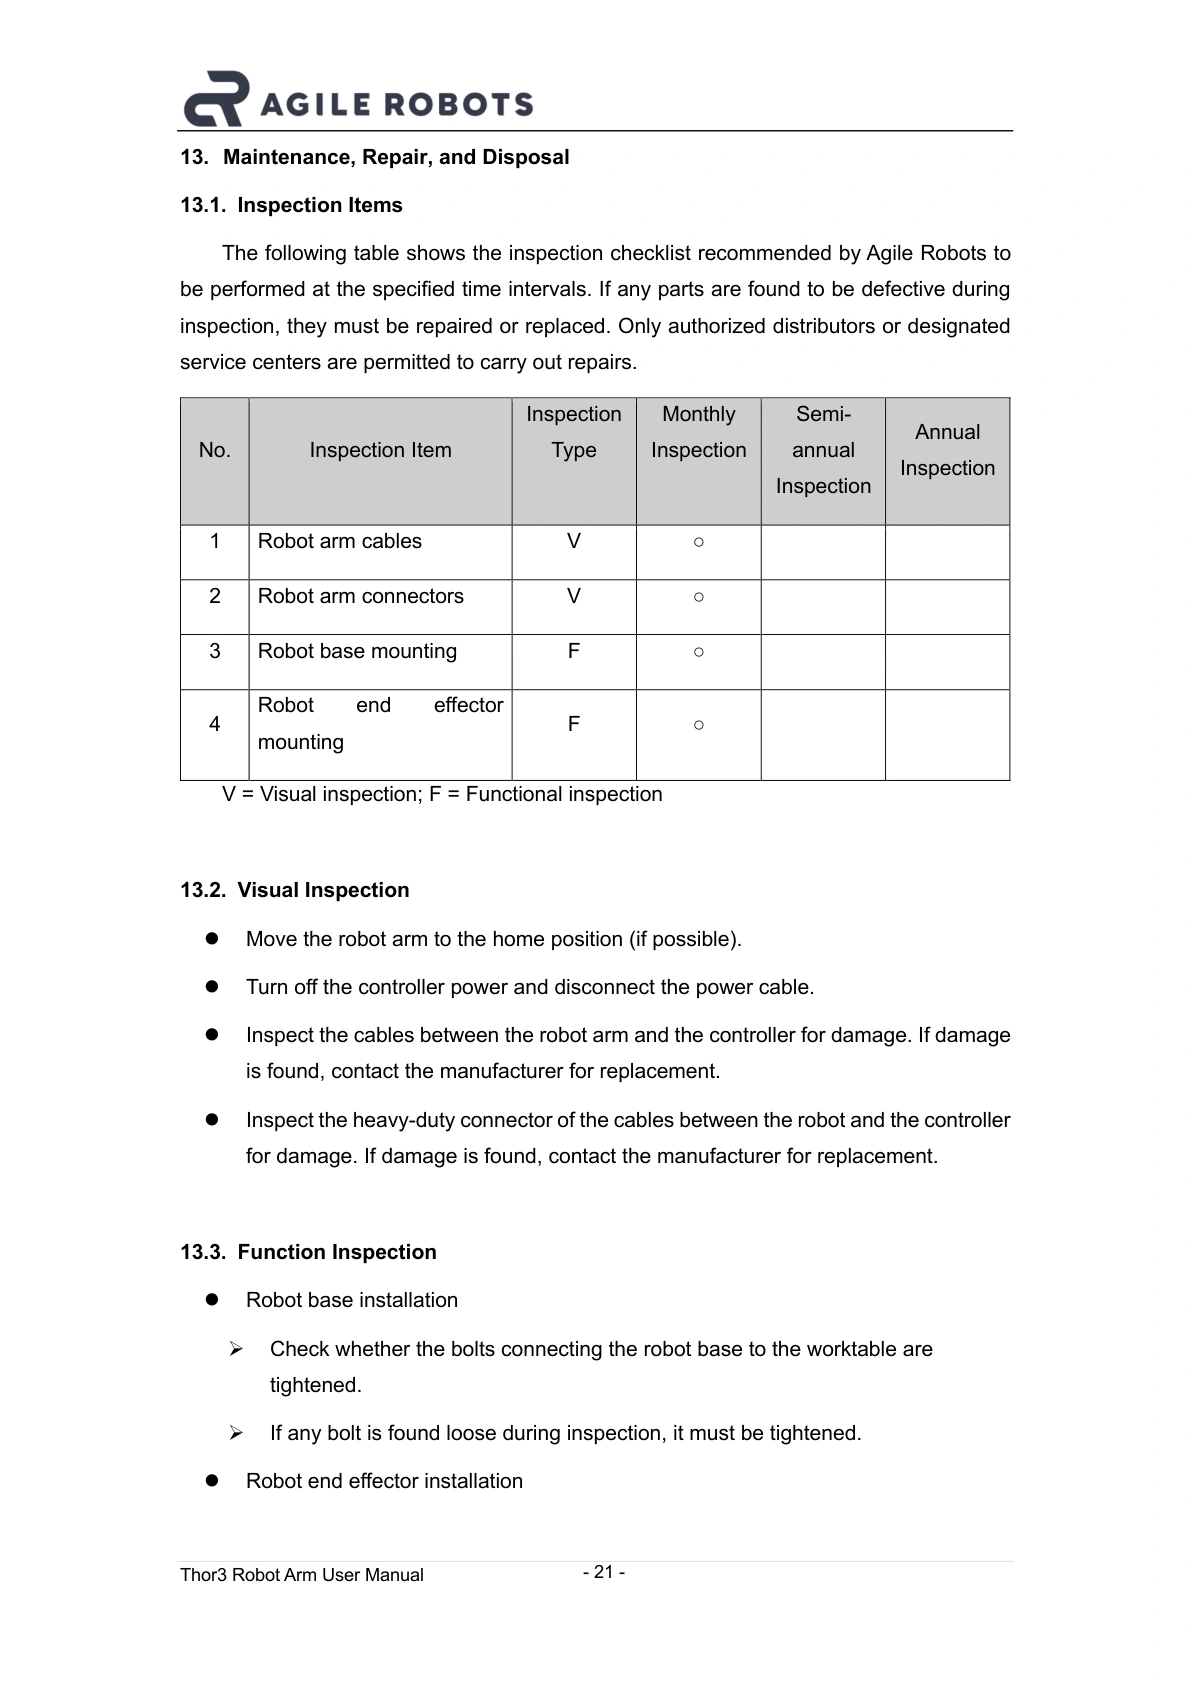 AGILE ROBOTS
13. Maintenance, Repair, and Disposal
13.1. Inspection Items
The following table shows the inspection checklist recommended by Agile Robots to
be performed at the specified time intervals. If any parts are found to be defective during
inspection, they must be repaired or replaced. Only authorized distributors or designated
service centers are permitted to carry out repairs.
No. Inspection Item Inspection Type Monthly Inspection Semi-annual Inspection Annual Inspection
1 Robot arm cables V ○
2 Robot arm connectors V ○
3 Robot base mounting F ○
4 Robot end effector mounting F ○
V = Visual inspection; F = Functional inspection
13.2. Visual Inspection
● Move the robot arm to the home position (if possible).
● Turn off the controller power and disconnect the power cable.
● Inspect the cables between the robot arm and the controller for damage. If damage
is found, contact the manufacturer for replacement.
● Inspect the heavy-duty connector of the cables between the robot and the controller
for damage. If damage is found, contact the manufacturer for replacement.
13.3. Function Inspection
● Robot base installation
➢ Check whether the bolts connecting the robot base to the worktable are
tightened.
➢ If any bolt is found loose during inspection, it must be tightened.
● Robot end effector installation
Thor3 Robot Arm User Manual - 21 -